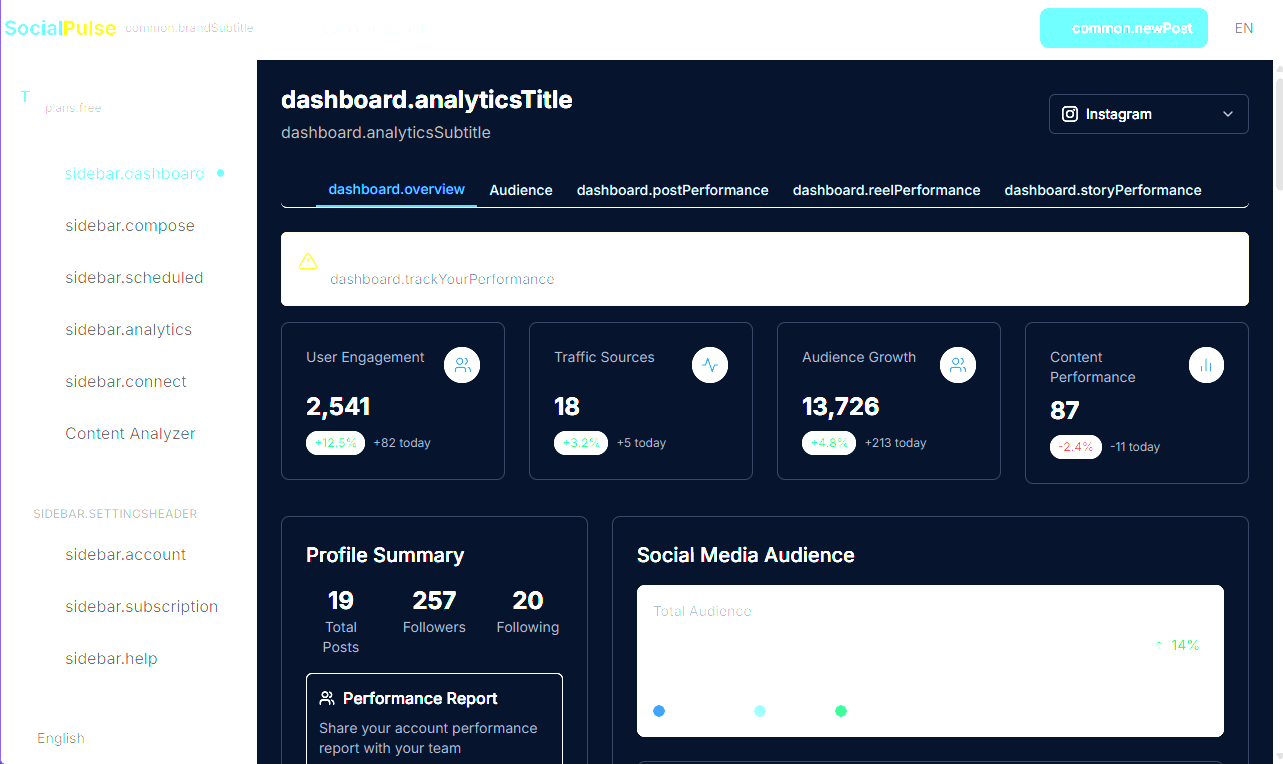 SocialPulse common.brandSubtitle
common.newPost
EN
T
plans.free
sidebar.dashboard
sidebar.compose
sidebar.scheduled
sidebar.analytics
sidebar.connect
Content Analyzer
SIDEBAR.SETTINGSHEADER
sidebar.account
sidebar.subscription
sidebar.help
English
dashboard.analyticsTitle
dashboard.analyticsSubtitle
Instagram
dashboard.overview Audience dashboard.postPerformance dashboard.reelPerformance dashboard.storyPerformance
dashboard.trackYourPerformance
User Engagement
2,541
+12.5% +82 today
Traffic Sources
18
+3.2% +5 today
Audience Growth
13,726
+4.8% +213 today
Content
Performance
87
-2.4% -11 today
Profile Summary
19
Total
Posts
257
Followers
20
Following
Performance Report
Share your account performance
report with your team
Social Media Audience
Total Audience
↑ 14%